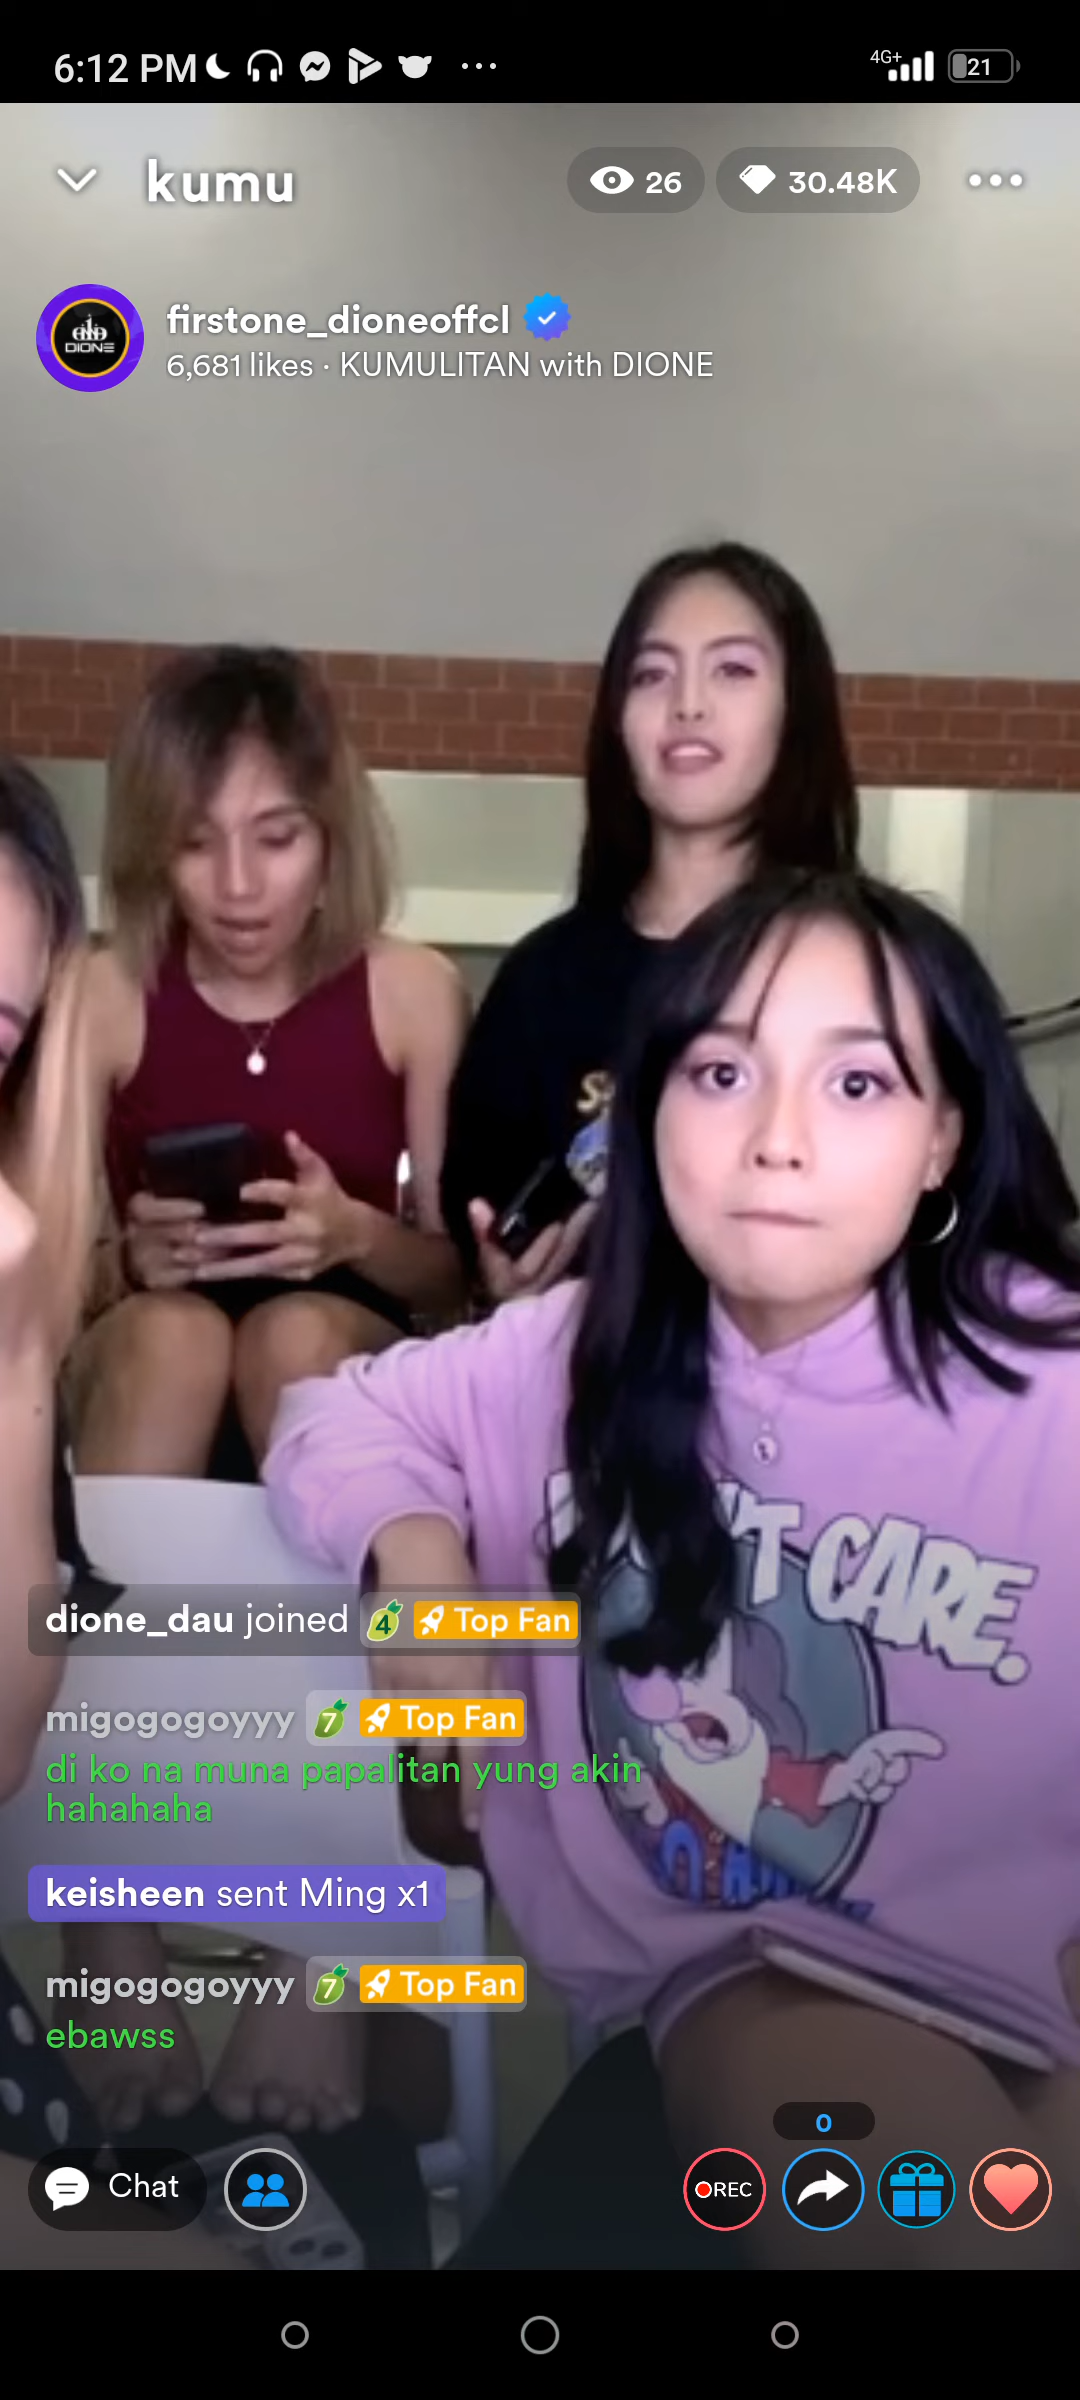 6:12 PM
4G+
21
kumu
26
30.48K
firstone_dioneoffcl
6,681 likes · KUMULITAN with DIONE
DIONE
'T CARE.
dione_dau joined 4 Top Fan
migogogoyyy 7 Top Fan
di ko na muna papalitan yung akin
hahahaha
keisheen sent Ming x1
migogogoyyy 7 Top Fan
ebawss
0
Chat
REC